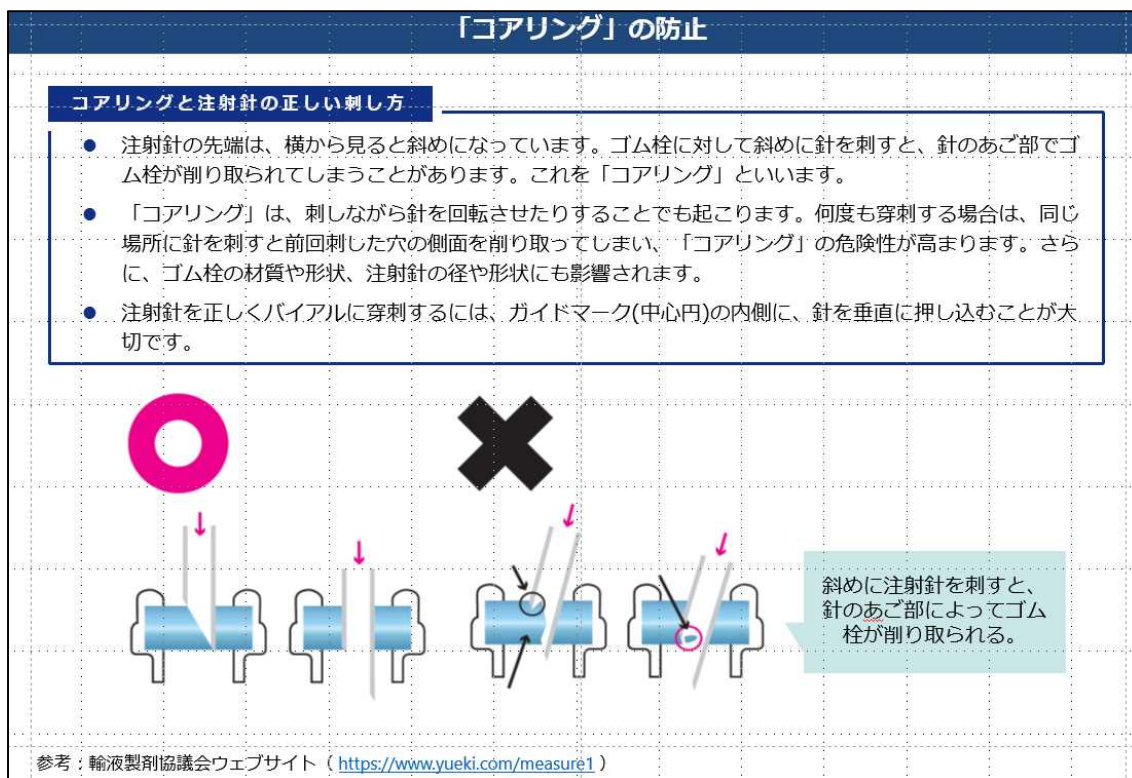 「コアリング」の防止
コアリングと注射針の正しい刺し方
● 注射針の先端は、横から見ると斜めになっています。ゴム栓に対して斜めに針を刺すと、針のあご部でゴ
ム栓が削り取られてしまうことがあります。これを「コアリング」といいます。
● 「コアリング」は、刺しながら針を回転させたりすることでも起こります。何度も穿刺する場合は、同じ
場所に針を刺すと前回刺した穴の側面を削り取ってしまい、「コアリング」の危険性が高まります。さら
に、ゴム栓の材質や形状、注射針の径や形状にも影響されます。
● 注射針を正しくバイアルに穿刺するには、ガイドマーク(中心円)の内側に、針を垂直に押し込むことが大
切です。
斜めに注射針を刺すと、
針のあご部によってゴム
栓が削り取られる。
参考：輸液製剤協議会ウェブサイト（ https://www.yueki.com/measure1 ）